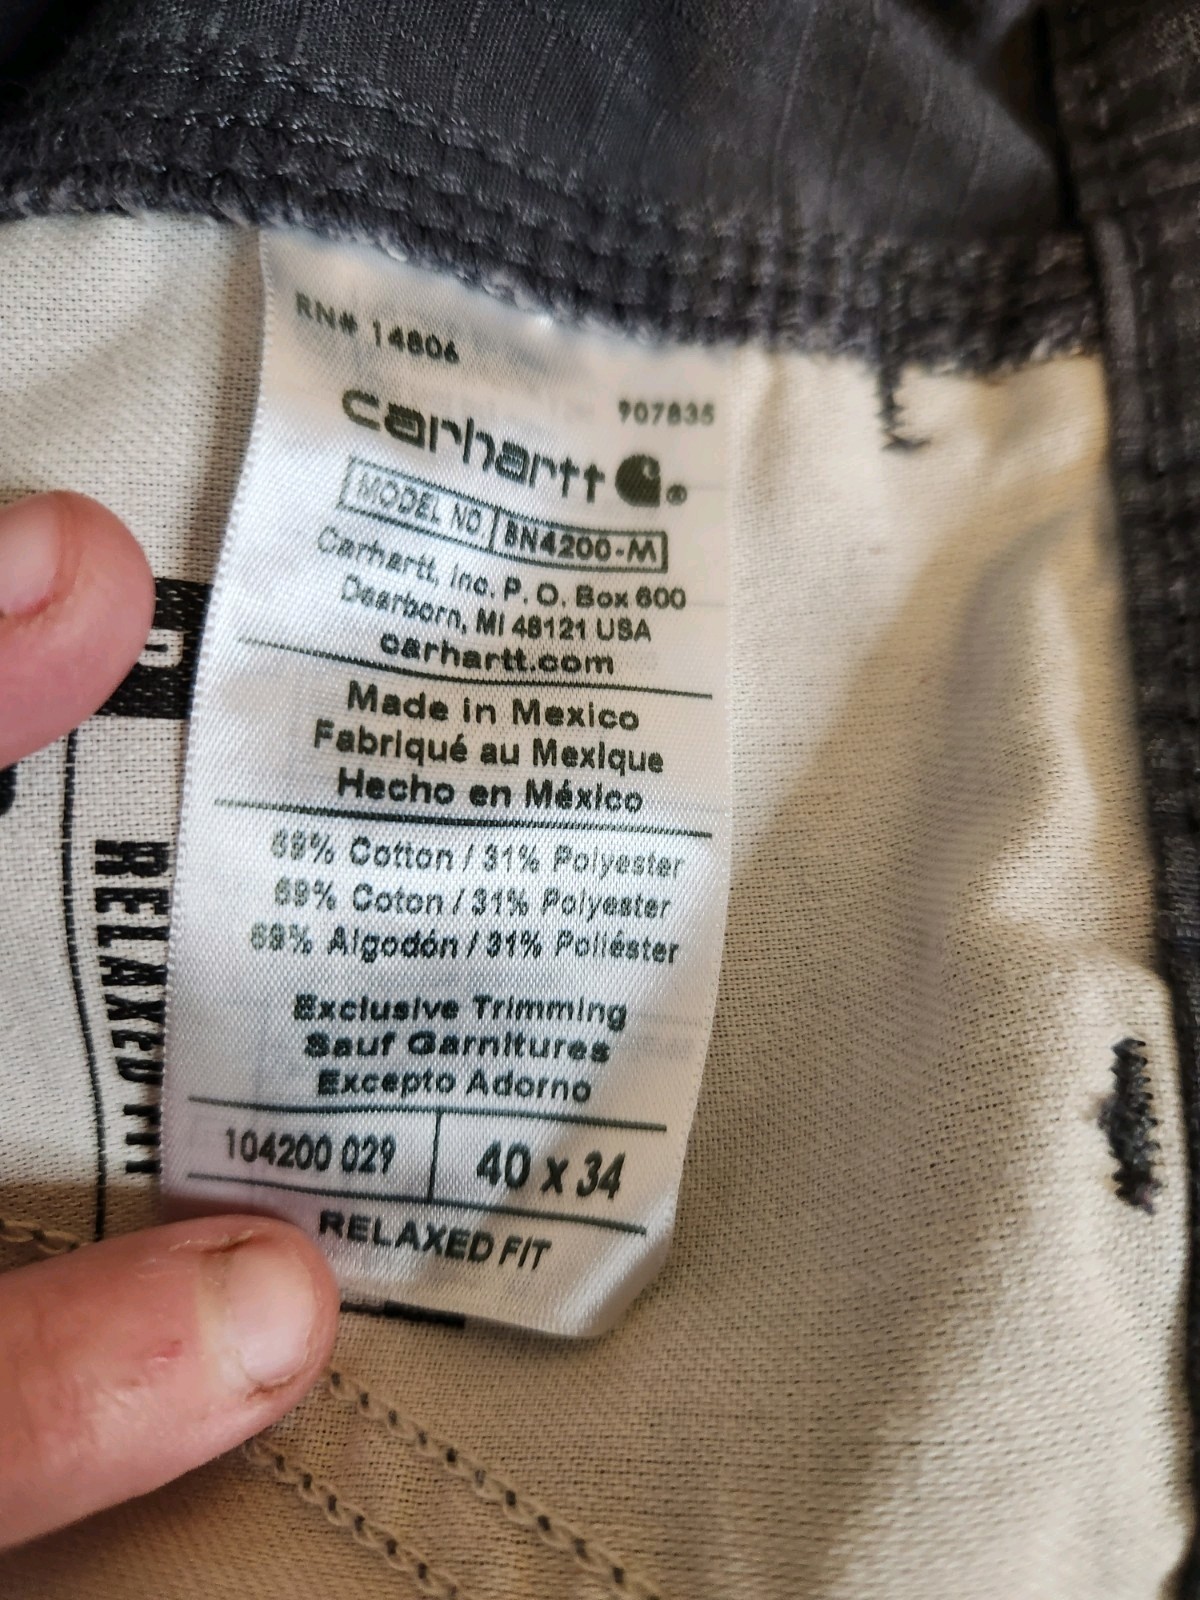 RN# 14806
907835
carhartt
MODEL NO BN4200-M
Carhartt, Inc. P. O. Box 600
Dearborn, MI 48121 USA
carhartt.com
Made in Mexico
Fabriqué au Mexique
Hecho en México
69% Cotton / 31% Polyester
69% Coton / 31% Polyester
69% Algodón / 31% Poliéster
Exclusive Trimming
Sauf Garnitures
Excepto Adorno
104200 029
40 x 34
RELAXED FIT
RELAXED FIT